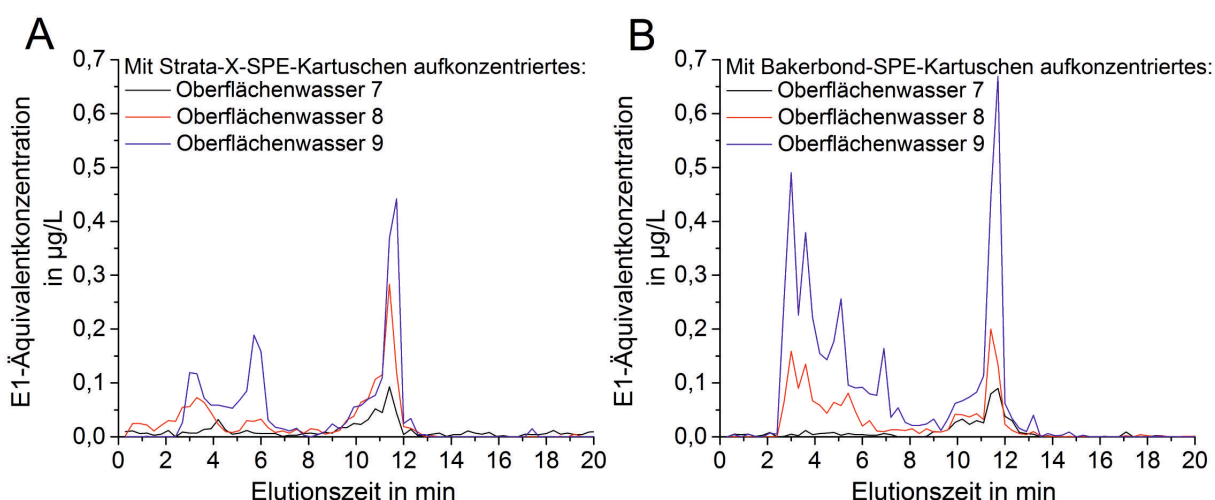 A
0,7
0,6
0,5
0,4
0,3
0,2
0,1
0,0
E1-Äquivalentkonzentration
in µg/L
Mit Strata-X-SPE-Kartuschen aufkonzentriertes:
Oberflächenwasser 7
Oberflächenwasser 8
Oberflächenwasser 9
0 2 4 6 8 10 12 14 16 18 20
Elutionszeit in min
B
0,7
0,6
0,5
0,4
0,3
0,2
0,1
0,0
E1-Äquivalentkonzentration
in µg/L
Mit Bakerbond-SPE-Kartuschen aufkonzentriertes:
Oberflächenwasser 7
Oberflächenwasser 8
Oberflächenwasser 9
0 2 4 6 8 10 12 14 16 18 20
Elutionszeit in min